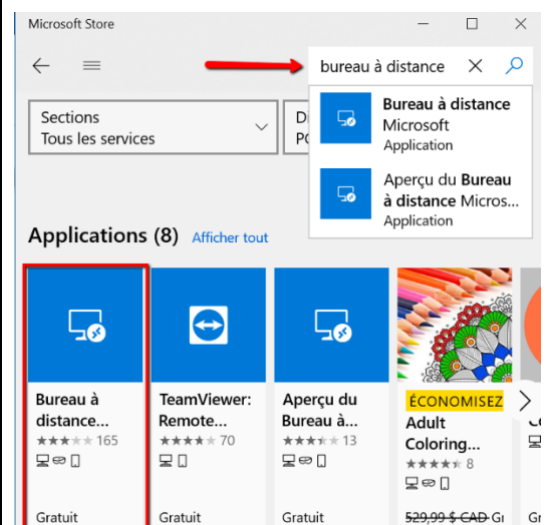 Microsoft Store
bureau à distance
Sections
Tous les services
Bureau à distance
Microsoft
Application
Aperçu du Bureau
à distance Micros...
Application
Applications (8) Afficher tout
Bureau à
distance...
165
Gratuit
TeamViewer:
Remote...
70
Gratuit
Aperçu du
Bureau à...
13
Gratuit
ÉCONOMISEZ
Adult
Coloring...
8
529,99 $ CAD